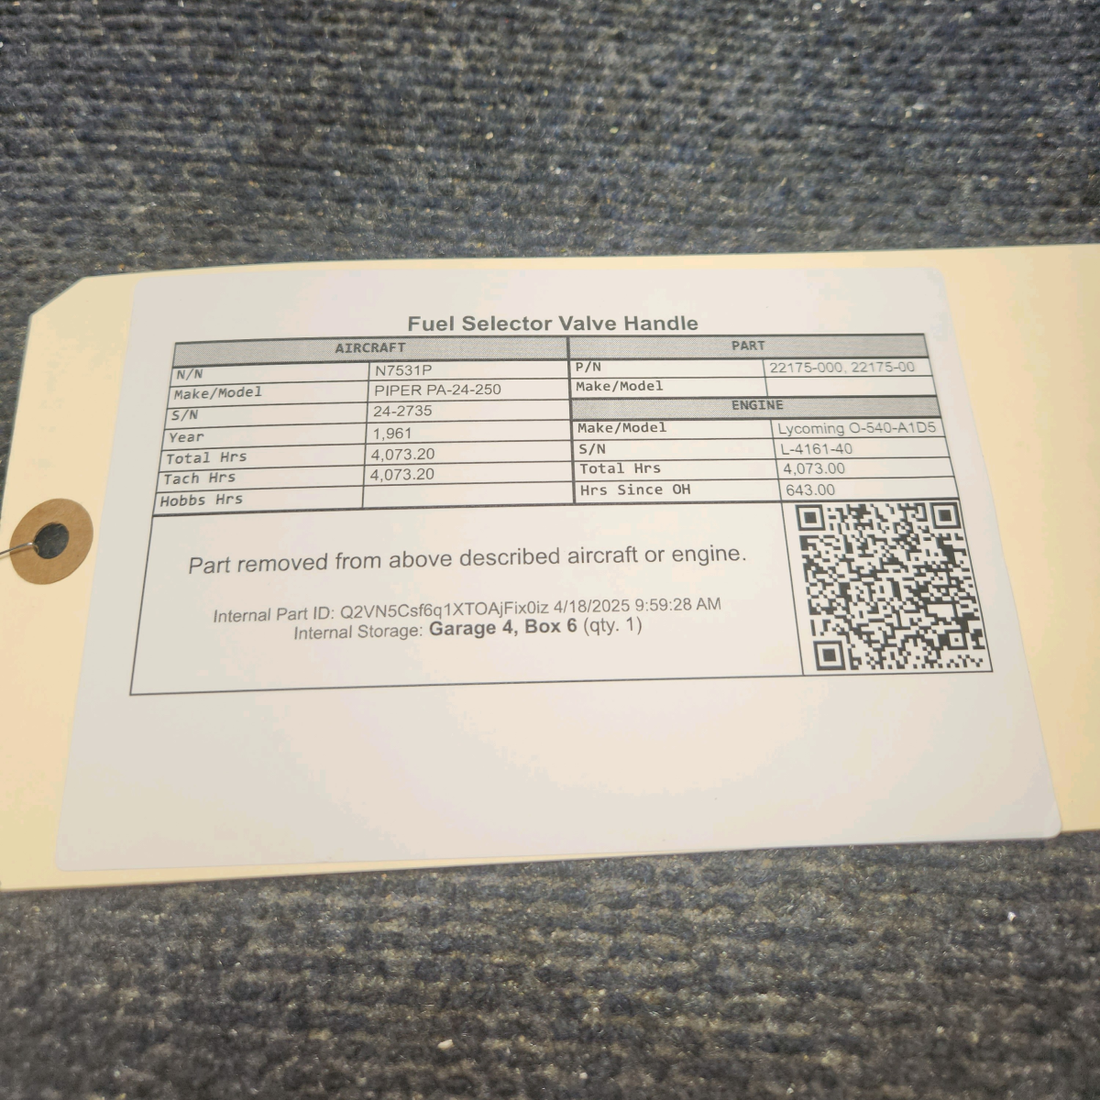 Fuel Selector Valve Handle
AIRCRAFT
N/N N7531P
Make/Model PIPER PA-24-250
S/N 24-2735
Year 1,961
Total Hrs 4,073.20
Tach Hrs 4,073.20
Hobbs Hrs
PART
P/N 22175-000, 22175-00
Make/Model
ENGINE
Make/Model Lycoming O-540-A1D5
S/N L-4161-40
Total Hrs 4,073.00
Hrs Since OH 643.00
Part removed from above described aircraft or engine.
Internal Part ID: Q2VN5Csf6q1XTOAjFix0iz 4/18/2025 9:59:28 AM
Internal Storage: Garage 4, Box 6 (qty. 1)